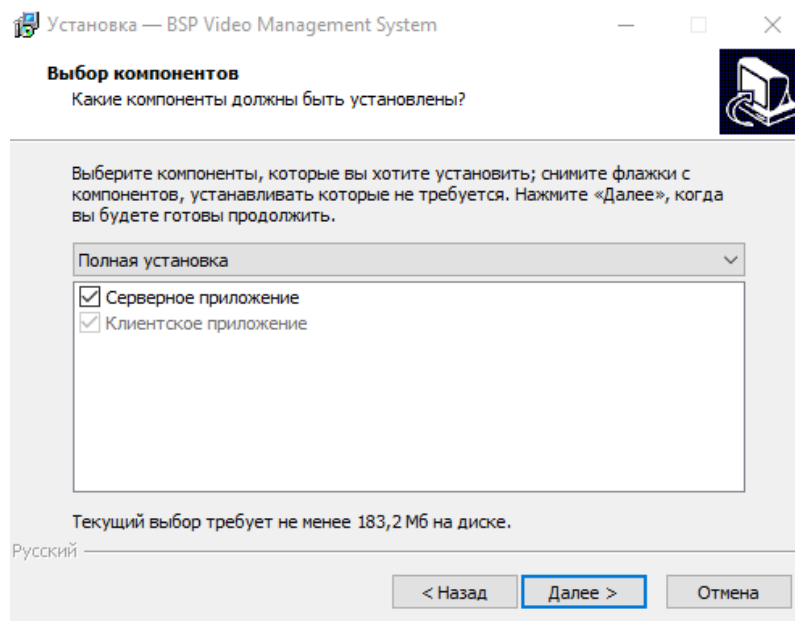 Установка — BSP Video Management System
Выбор компонентов
Какие компоненты должны быть установлены?
Выберите компоненты, которые вы хотите установить; снимите флажки с
компонентов, устанавливать которые не требуется. Нажмите «Далее», когда
вы будете готовы продолжить.
Полная установка
Серверное приложение
Клиентское приложение
Текущий выбор требует не менее 183,2 Мб на диске.
Русский
< Назад
Далее >
Отмена